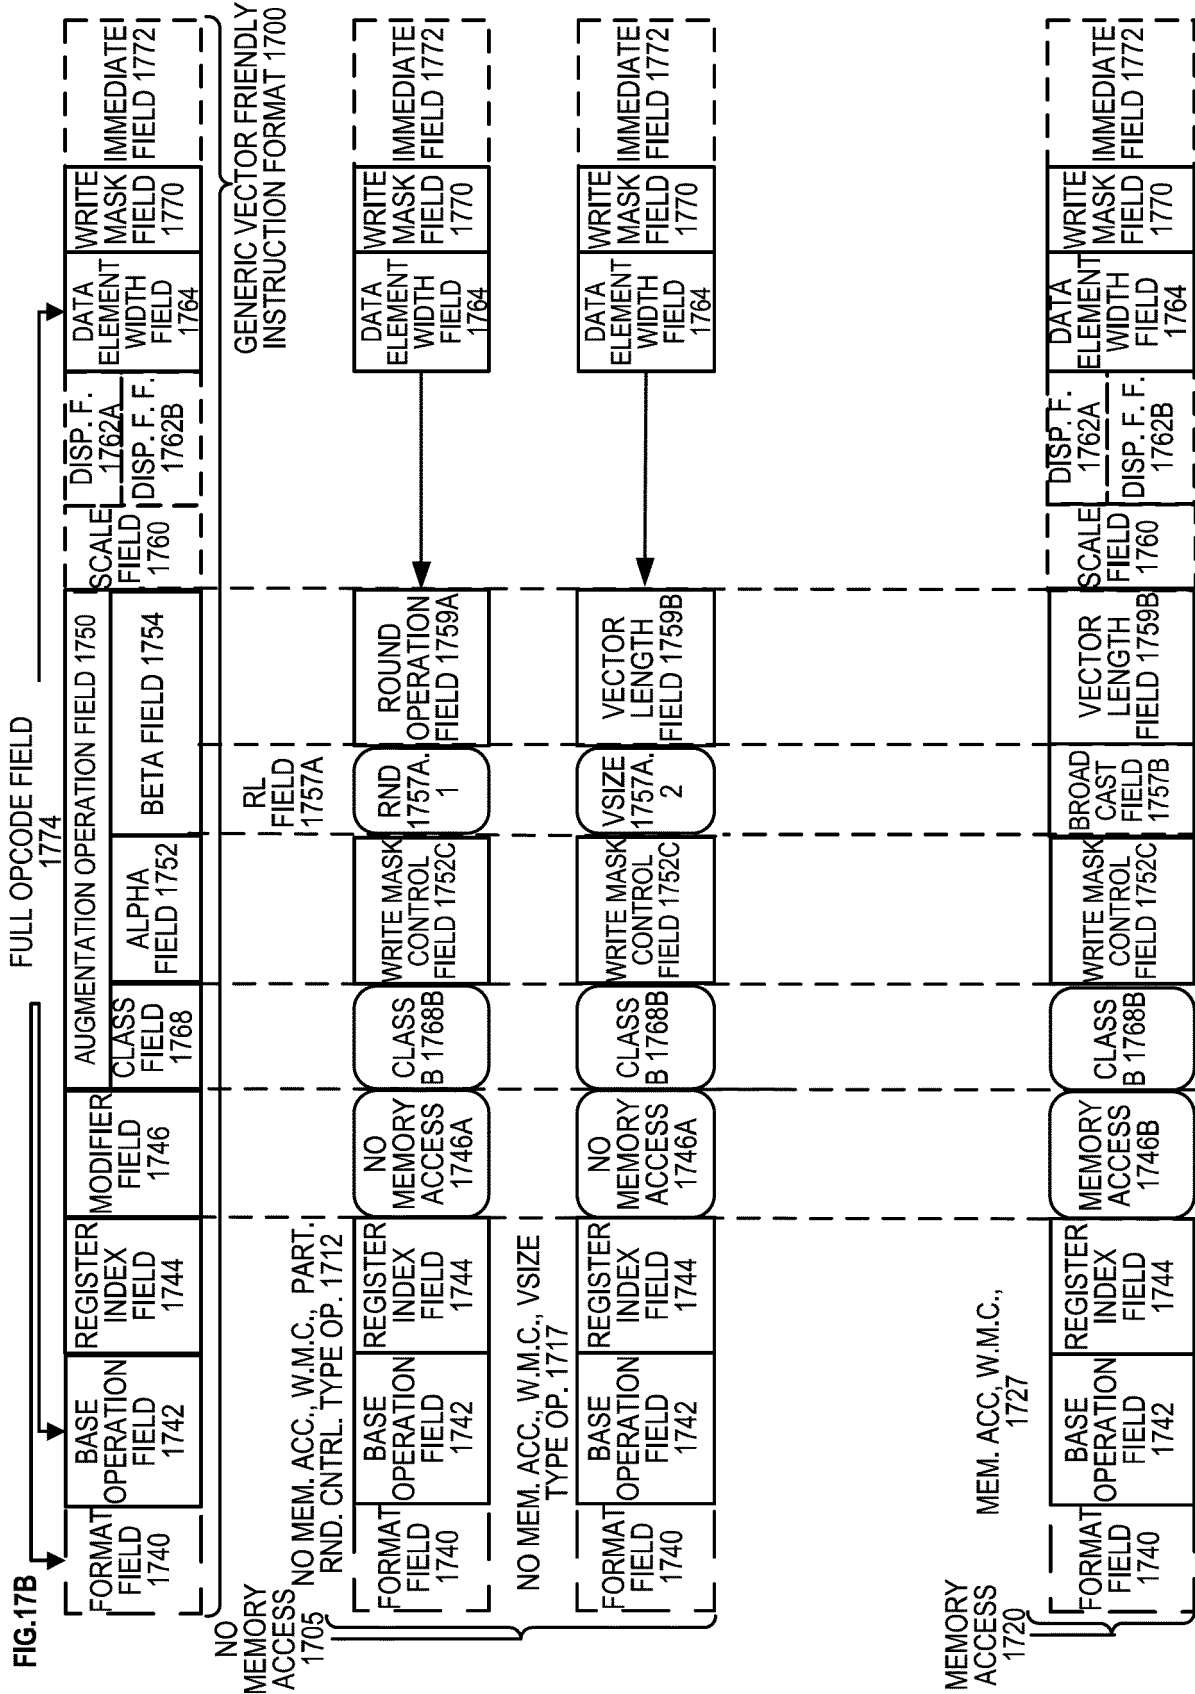 FIG.17B
FULL OPCODE FIELD
1774
FORMAT
FIELD
1740
BASE
OPERATION
FIELD
1742
REGISTER
INDEX
FIELD
1744
MODIFIER
FIELD
1746
AUGMENTATION OPERATION FIELD 1750
CLASS
FIELD
1768
ALPHA
FIELD 1752
BETA FIELD 1754
SCALE
FIELD
1760
DISP. F.
1762A
DISP. F. F.
1762B
DATA
ELEMENT
WIDTH
FIELD
1764
WRITE
MASK
FIELD
1770
IMMEDIATE
FIELD 1772
GENERIC VECTOR FRIENDLY
INSTRUCTION FORMAT 1700
NO
MEMORY
ACCESS
1705
NO MEM. ACC., W.M.C., PART.
RND. CNTRL. TYPE OP. 1712
RL
FIELD
1757A
FORMAT
FIELD
1740
BASE
OPERATION
FIELD
1742
REGISTER
INDEX
FIELD
1744
NO
MEMORY
ACCESS
1746A
CLASS
B 1768B
WRITE MASK
CONTROL
FIELD 1752C
RND
1757A.
1
ROUND
OPERATION
FIELD 1759A
DATA
ELEMENT
WIDTH
FIELD
1764
WRITE
MASK
FIELD
1770
IMMEDIATE
FIELD 1772
NO MEM. ACC., W.M.C., VSIZE
TYPE OP. 1717
FORMAT
FIELD
1740
BASE
OPERATION
FIELD
1742
REGISTER
INDEX
FIELD
1744
NO
MEMORY
ACCESS
1746A
CLASS
B 1768B
WRITE MASK
CONTROL
FIELD 1752C
VSIZE
1757A.
2
VECTOR
LENGTH
FIELD 1759B
DATA
ELEMENT
WIDTH
FIELD
1764
WRITE
MASK
FIELD
1770
IMMEDIATE
FIELD 1772
MEMORY
ACCESS
1720
MEM. ACC, W.M.C.,
1727
FORMAT
FIELD
1740
BASE
OPERATION
FIELD
1742
REGISTER
INDEX
FIELD
1744
MEMORY
ACCESS
1746B
CLASS
B 1768B
WRITE MASK
CONTROL
FIELD 1752C
BROAD
CAST
FIELD
1757B
VECTOR
LENGTH
FIELD 1759B
SCALE
FIELD
1760
DISP. F.
1762A
DISP. F. F.
1762B
DATA
ELEMENT
WIDTH
FIELD
1764
WRITE
MASK
FIELD
1770
IMMEDIATE
FIELD 1772